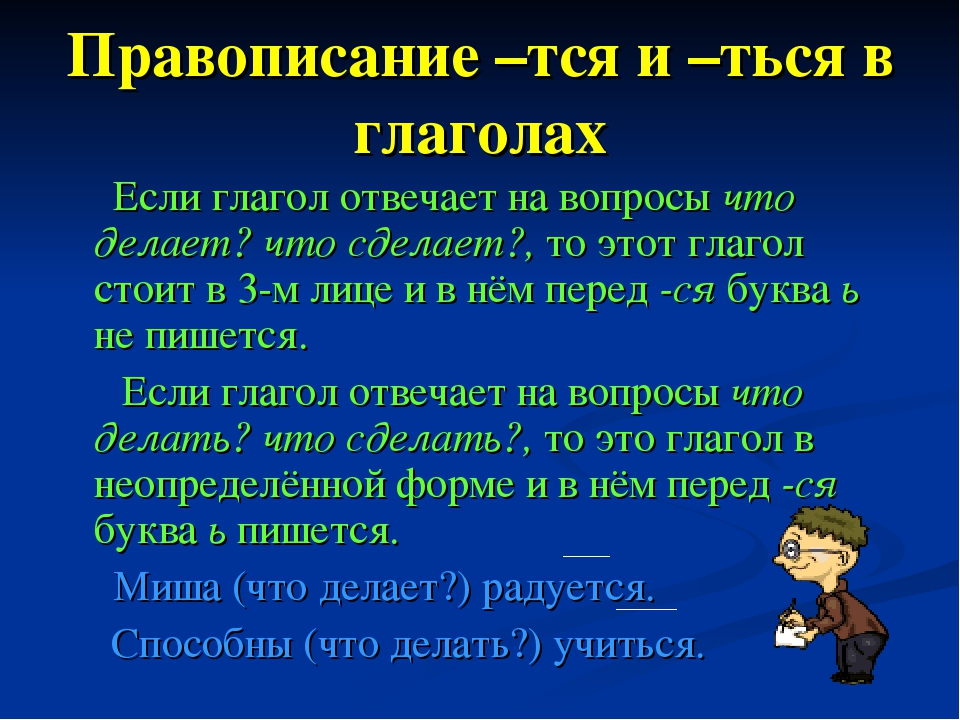 Правописание –тся и –ться в
глаголах
Если глагол отвечает на вопросы что
делает? что сделает?, то этот глагол
стоит в 3-м лице и в нём перед -ся буква ь
не пишется.
Если глагол отвечает на вопросы что
делать? что сделать?, то это глагол в
неопределённой форме и в нём перед -ся
буква ь пишется.
Миша (что делает?) радуется.
Способны (что делать?) учиться.